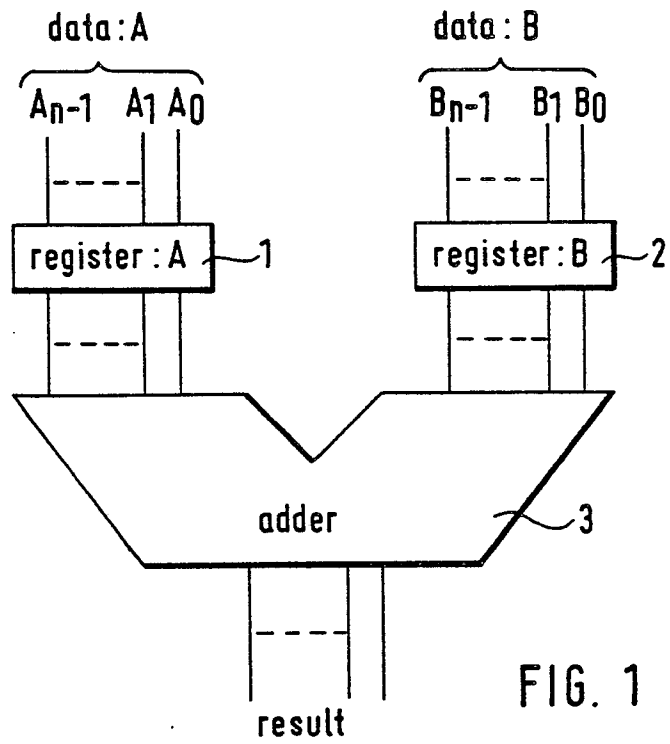 data:A data:B
An-1 A1 A0 Bn-1 B1 B0
register:A 1 register:B 2
adder 3
FIG. 1
result